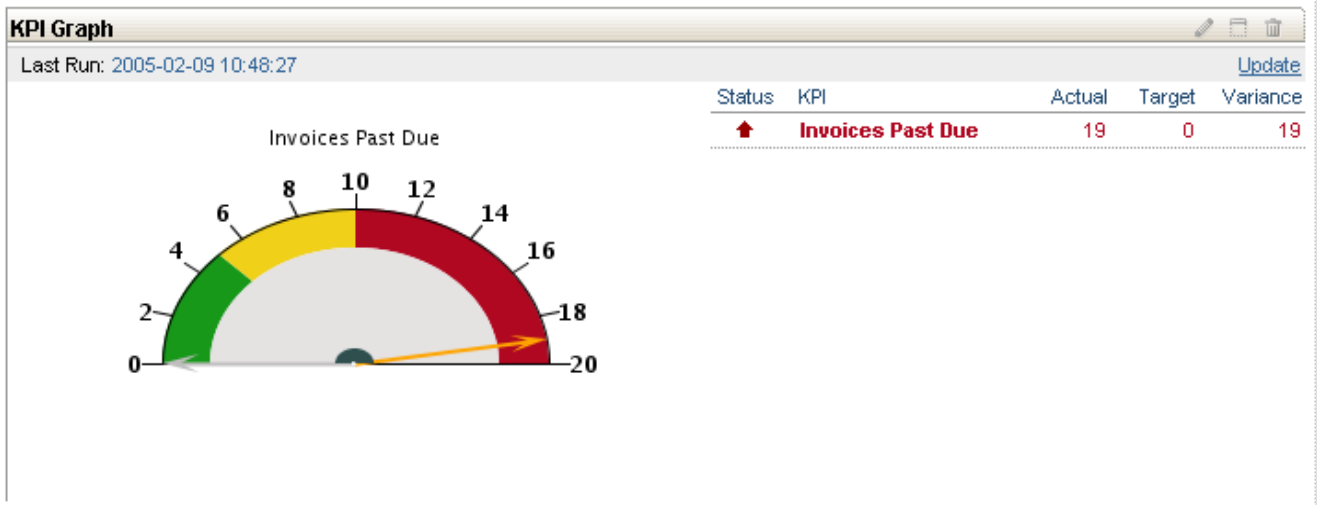 KPI Graph
Last Run: 2005-02-09 10:48:27 Update
Status KPI Actual Target Variance
Invoices Past Due 19 0 19
Invoices Past Due
0
2
4
6
8
10
12
14
16
18
20